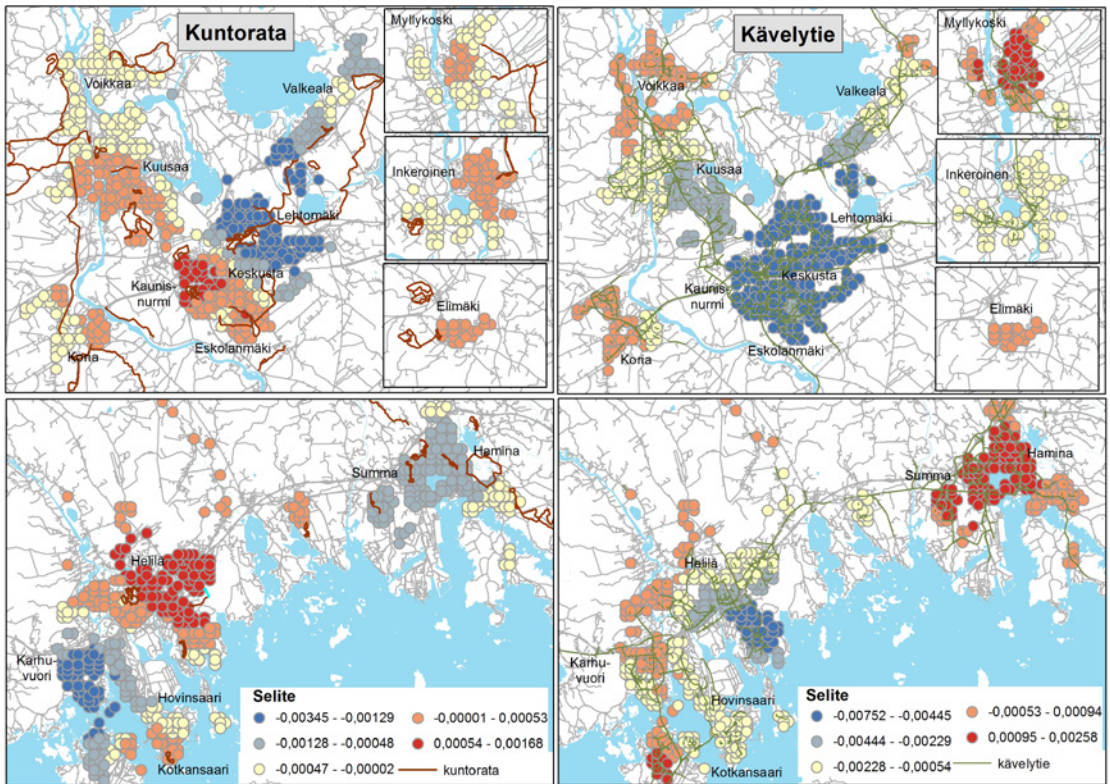 Kuntorata
Myllykoski
Voikkaa
Valkeala
Kuusaa
Inkeroinen
Lehtomäki
Keskusta
Kaunis-
nurmi
Elimäki
Koria
Eskolanmäki
Kävelytie
Myllykoski
Voikkaa
Valkeala
Kuusaa
Inkeroinen
Lehtomäki
Keskusta
Kaunis-
nurmi
Elimäki
Koria
Eskolanmäki
Hamina
Summa
Helilä
Karhu-
vuori
Hovinsaari
Kotkansaari
Selite
-0,00345 - -0,00129
-0,00001 - 0,00053
-0,00128 - -0,00048
0,00054 - 0,00168
-0,00047 - -0,00002
kuntorata
Hamina
Summa
Helilä
Karhu-
vuori
Hovinsaari
Kotkansaari
Selite
-0,00752 - -0,00445
-0,00053 - 0,00094
-0,00444 - -0,00229
0,00095 - 0,00258
-0,00228 - -0,00054
kävelytie